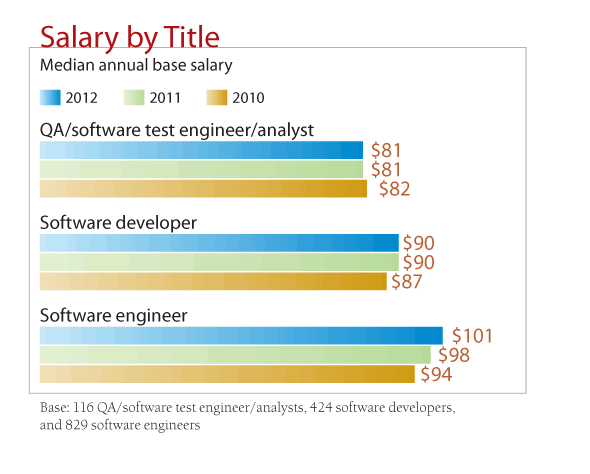 Salary by Title
Median annual base salary
2012 2011 2010
QA/software test engineer/analyst
$81
$81
$82
Software developer
$90
$90
$87
Software engineer
$101
$98
$94
Base: 116 QA/software test engineer/analysts, 424 software developers,
and 829 software engineers